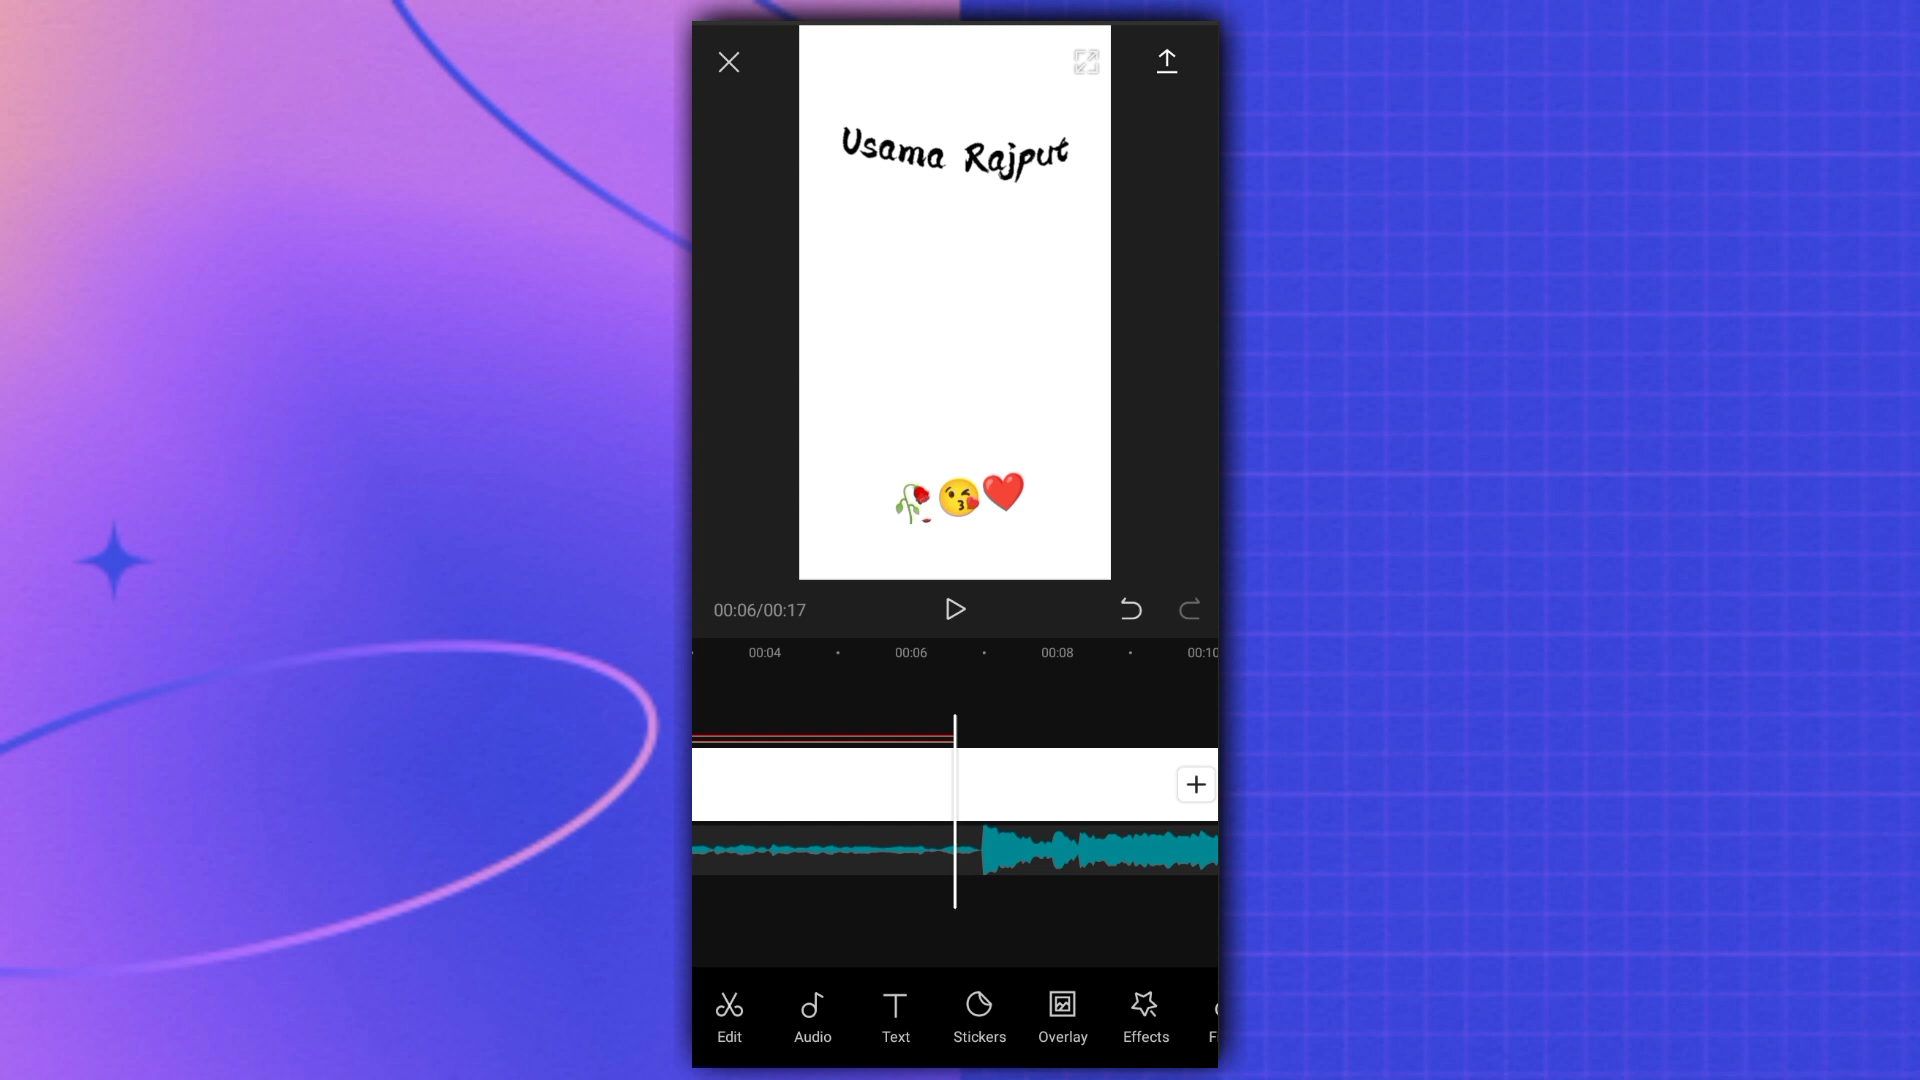 Usama Rajput
🥀😘❤️
00:06/00:17
00:04 00:06 00:08 00:10
Edit Audio Text Stickers Overlay Effects F